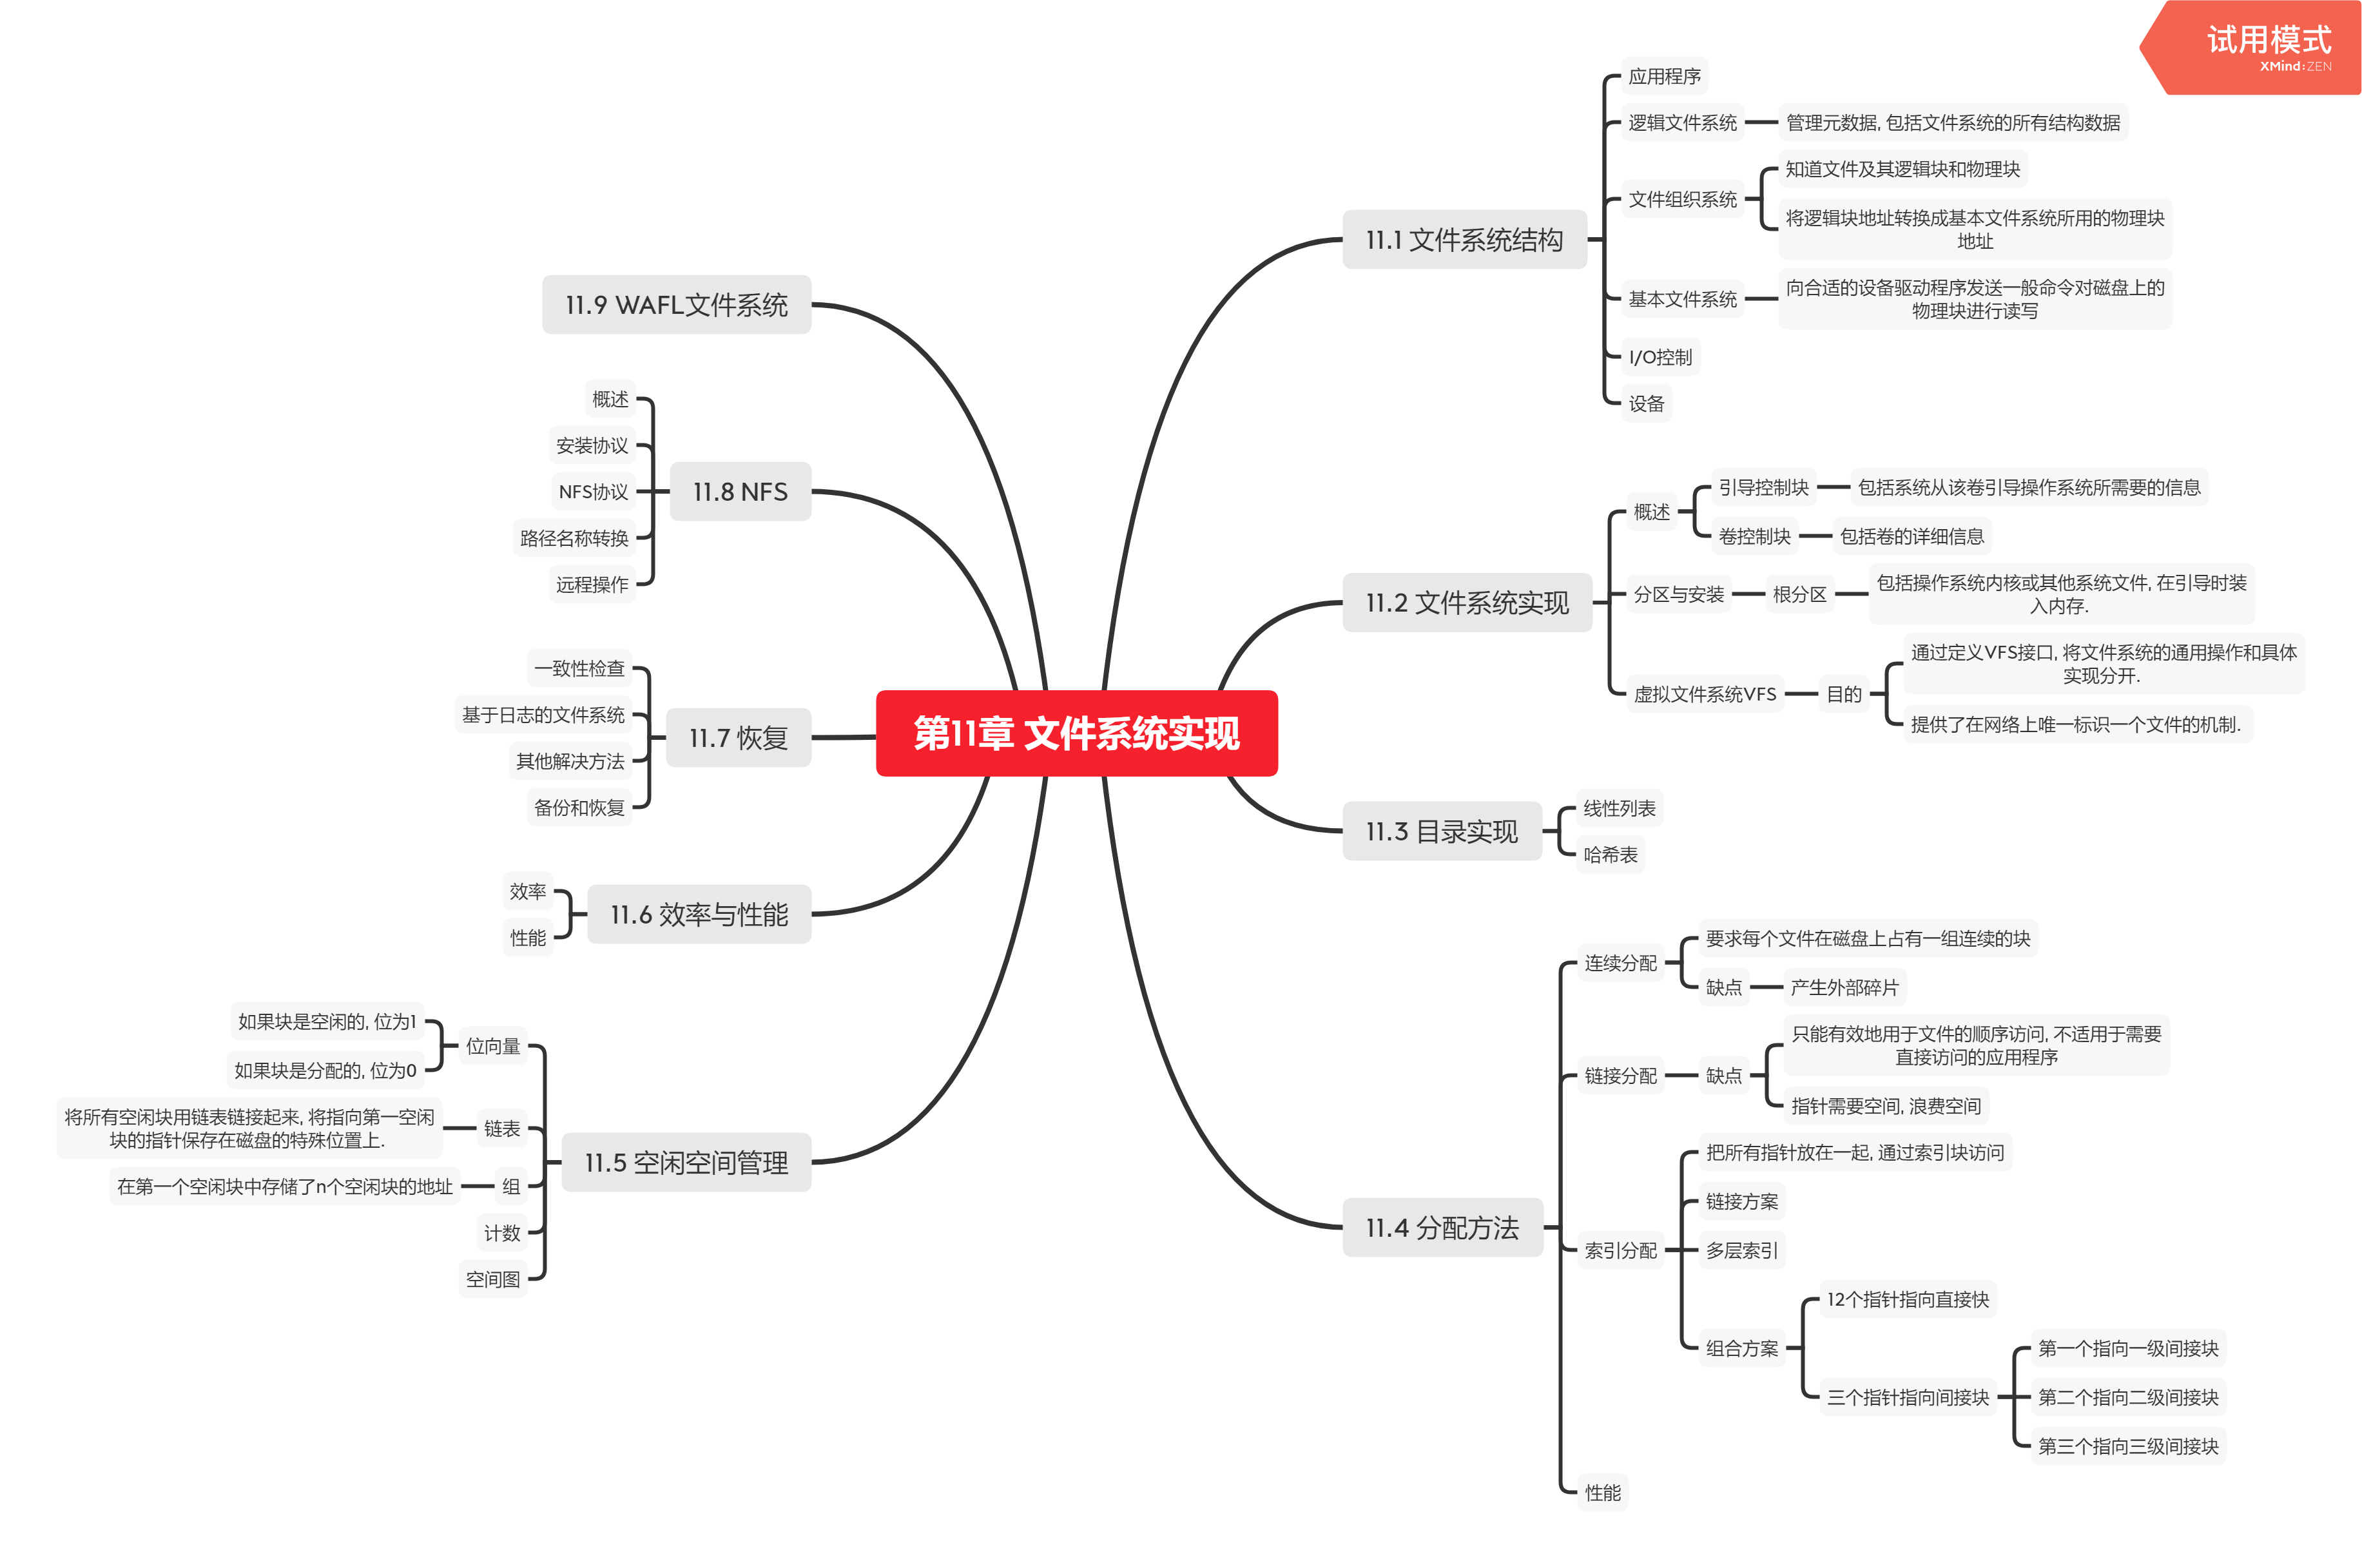 试用模式
XMind:ZEN
第11章 文件系统实现
11.1 文件系统结构
应用程序
逻辑文件系统
管理元数据, 包括文件系统的所有结构数据
文件组织系统
知道文件及其逻辑块和物理块
将逻辑块地址转换成基本文件系统所用的物理块
地址
基本文件系统
向合适的设备驱动程序发送一般命令对磁盘上的
物理块进行读写
I/O控制
设备
11.2 文件系统实现
概述
引导控制块
包括系统从该卷引导操作系统所需要的信息
卷控制块
包括卷的详细信息
分区与安装
根分区
包括操作系统内核或其他系统文件, 在引导时装
入内存.
虚拟文件系统VFS
目的
通过定义VFS接口, 将文件系统的通用操作和具体
实现分开.
提供了在网络上唯一标识一个文件的机制.
11.3 目录实现
线性列表
哈希表
11.4 分配方法
连续分配
要求每个文件在磁盘上占有一组连续的块
缺点
产生外部碎片
链接分配
缺点
只能有效地用于文件的顺序访问, 不适用于需要
直接访问的应用程序
指针需要空间, 浪费空间
索引分配
把所有指针放在一起, 通过索引块访问
链接方案
多层索引
组合方案
12个指针指向直接快
三个指针指向间接块
第一个指向一级间接块
第二个指向二级间接块
第三个指向三级间接块
性能
11.5 空闲空间管理
位向量
如果块是空闲的, 位为1
如果块是分配的, 位为0
链表
将所有空闲块用链表链接起来, 将指向第一空闲
块的指针保存在磁盘的特殊位置上.
组
在第一个空闲块中存储了n个空闲块的地址
计数
空间图
11.6 效率与性能
效率
性能
11.7 恢复
一致性检查
基于日志的文件系统
其他解决方法
备份和恢复
11.8 NFS
概述
安装协议
NFS协议
路径名称转换
远程操作
11.9 WAFL文件系统